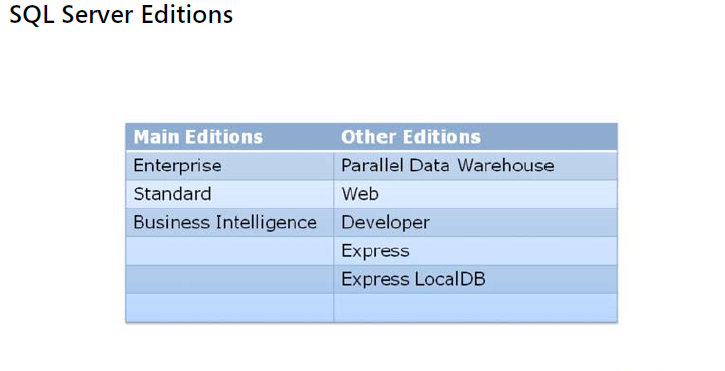 SQL Server Editions
Main Editions Other Editions
Enterprise Parallel Data Warehouse
Standard Web
Business Intelligence Developer
Express
Express LocalDB